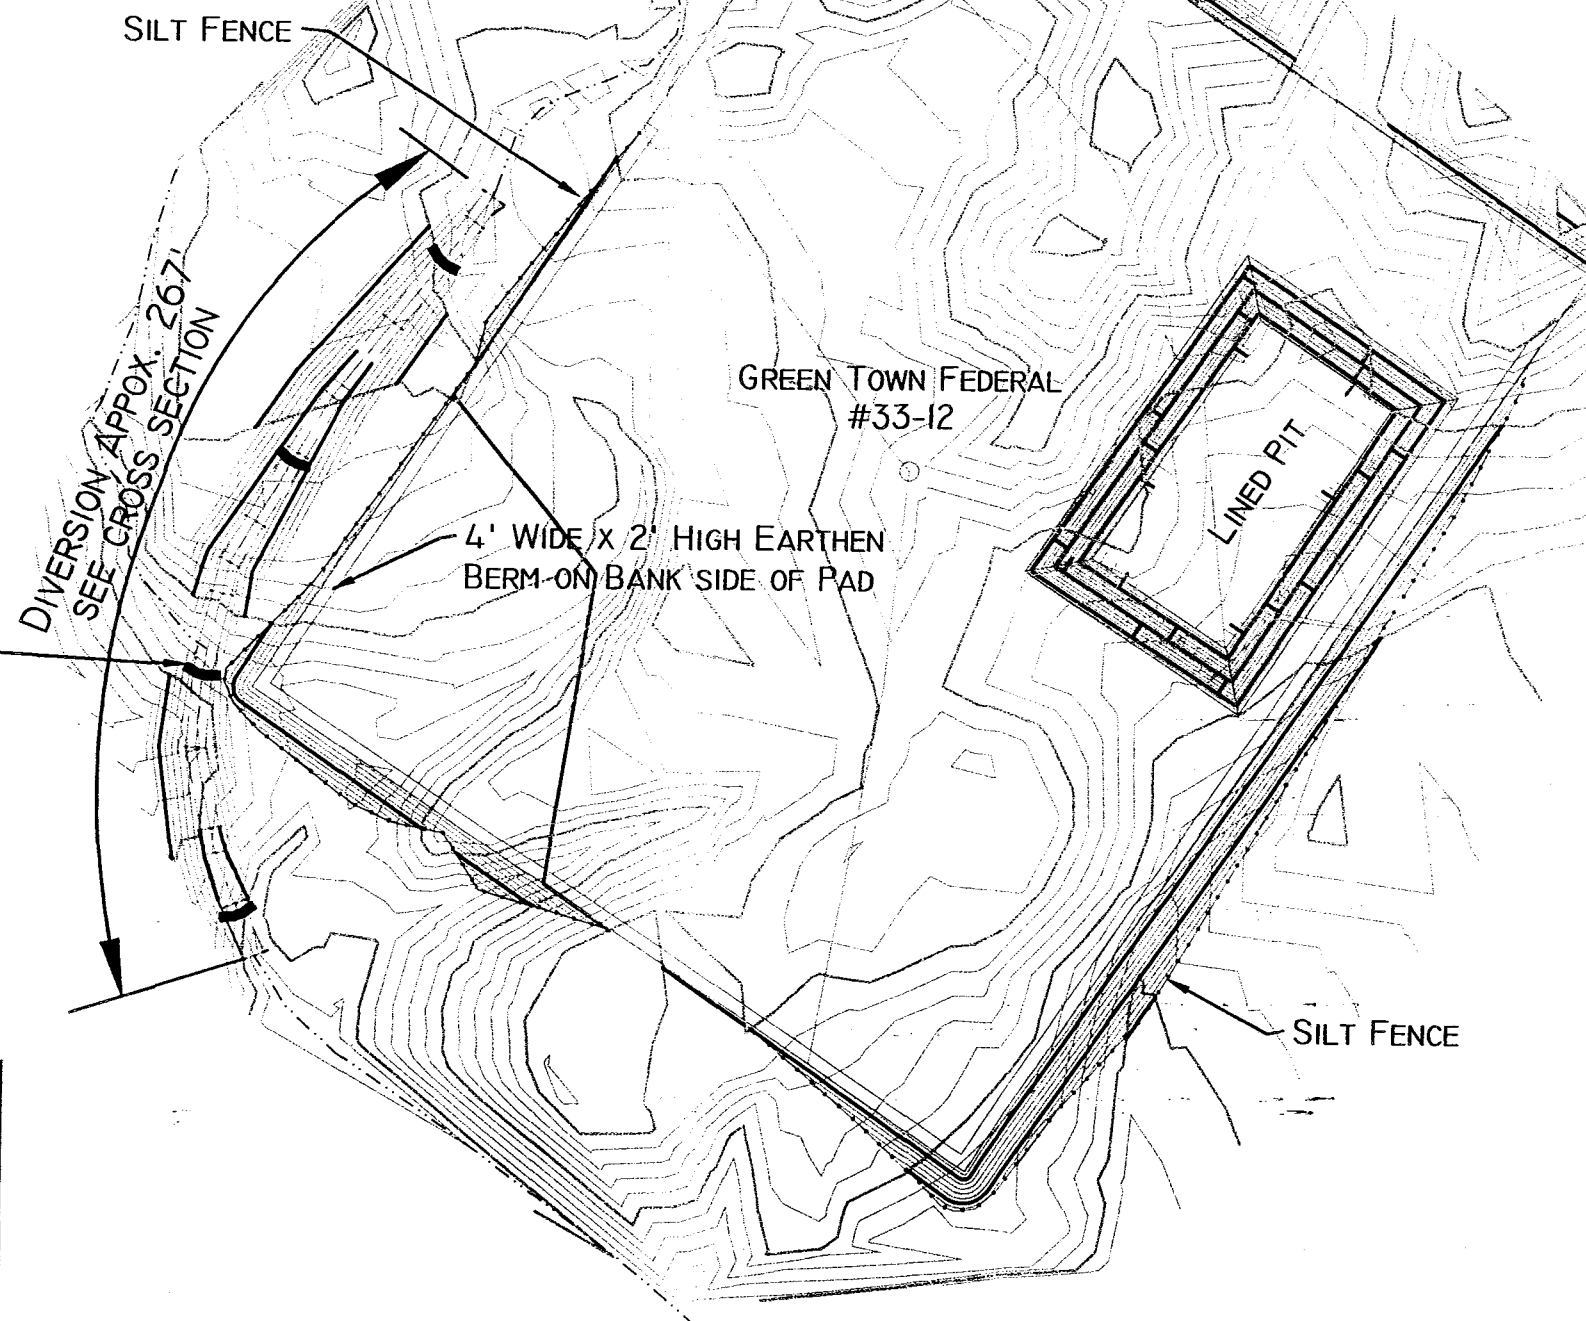 SILT FENCE
DIVERSION APPOX. 267'
SEE CROSS SECTION
GREEN TOWN FEDERAL
#33-12
LINED PIT
4' WIDE X 2' HIGH EARTHEN
BERM ON BANK SIDE OF PAD
SILT FENCE